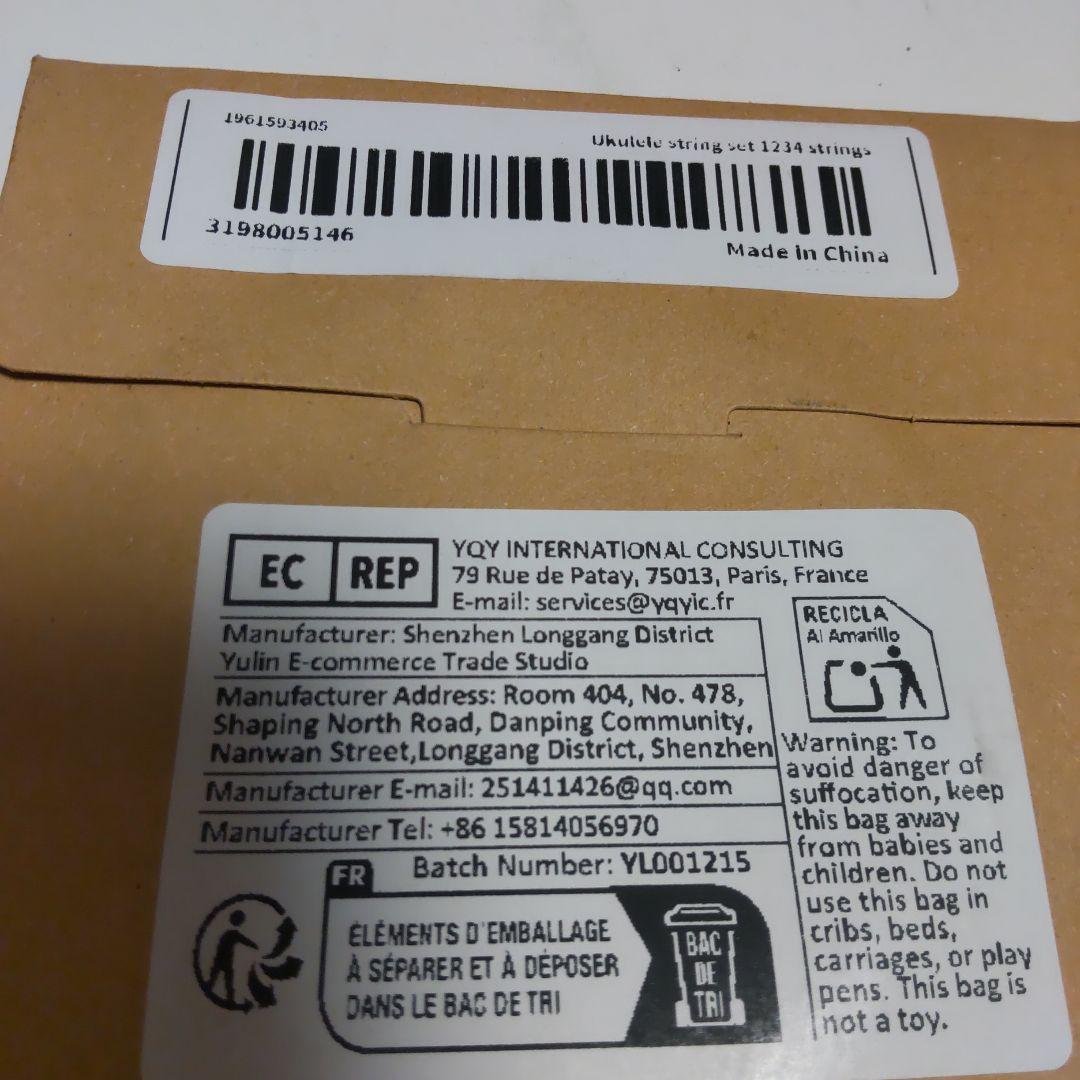 1961593405
Ukulele string set 1234 strings
3198005146
Made in China
EC REP
YQY INTERNATIONAL CONSULTING
79 Rue de Patay, 75013, Paris, France
E-mail: services@yqyic.fr
Manufacturer: Shenzhen Longgang District
Yulin E-commerce Trade Studio
Manufacturer Address: Room 404, No. 478,
Shaping North Road, Danping Community,
Nanwan Street,Longgang District, Shenzhen
Manufacturer E-mail: 251411426@qq.com
Manufacturer Tel: +86 15814056970
Batch Number: YL001215
FR
ÉLÉMENTS D'EMBALLAGE
À SÉPARER ET À DÉPOSER
DANS LE BAC DE TRI
BAC
DE
TRI
RECICLA
Al Amarillo
Warning: To
avoid danger of
suffocation, keep
this bag away
from babies and
children. Do not
use this bag in
cribs, beds,
carriages, or play
pens. This bag is
not a toy.